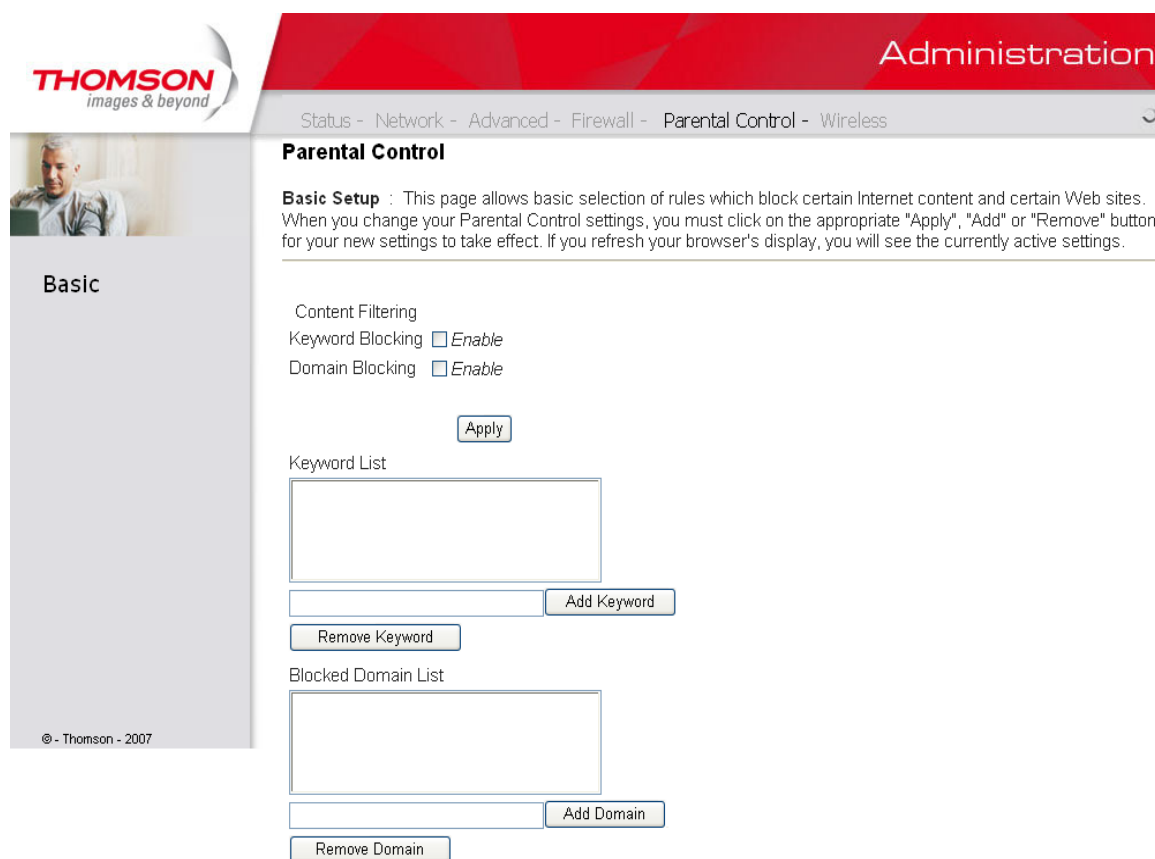 THOMSON
images & beyond
Administration
Status - Network - Advanced - Firewall - Parental Control - Wireless
Parental Control
Basic Setup : This page allows basic selection of rules which block certain Internet content and certain Web sites.
When you change your Parental Control settings, you must click on the appropriate "Apply", "Add" or "Remove" button
for your new settings to take effect. If you refresh your browser's display, you will see the currently active settings.
Basic
Content Filtering
Keyword Blocking Enable
Domain Blocking Enable
Apply
Keyword List
Add Keyword
Remove Keyword
Blocked Domain List
© - Thomson - 2007
Add Domain
Remove Domain